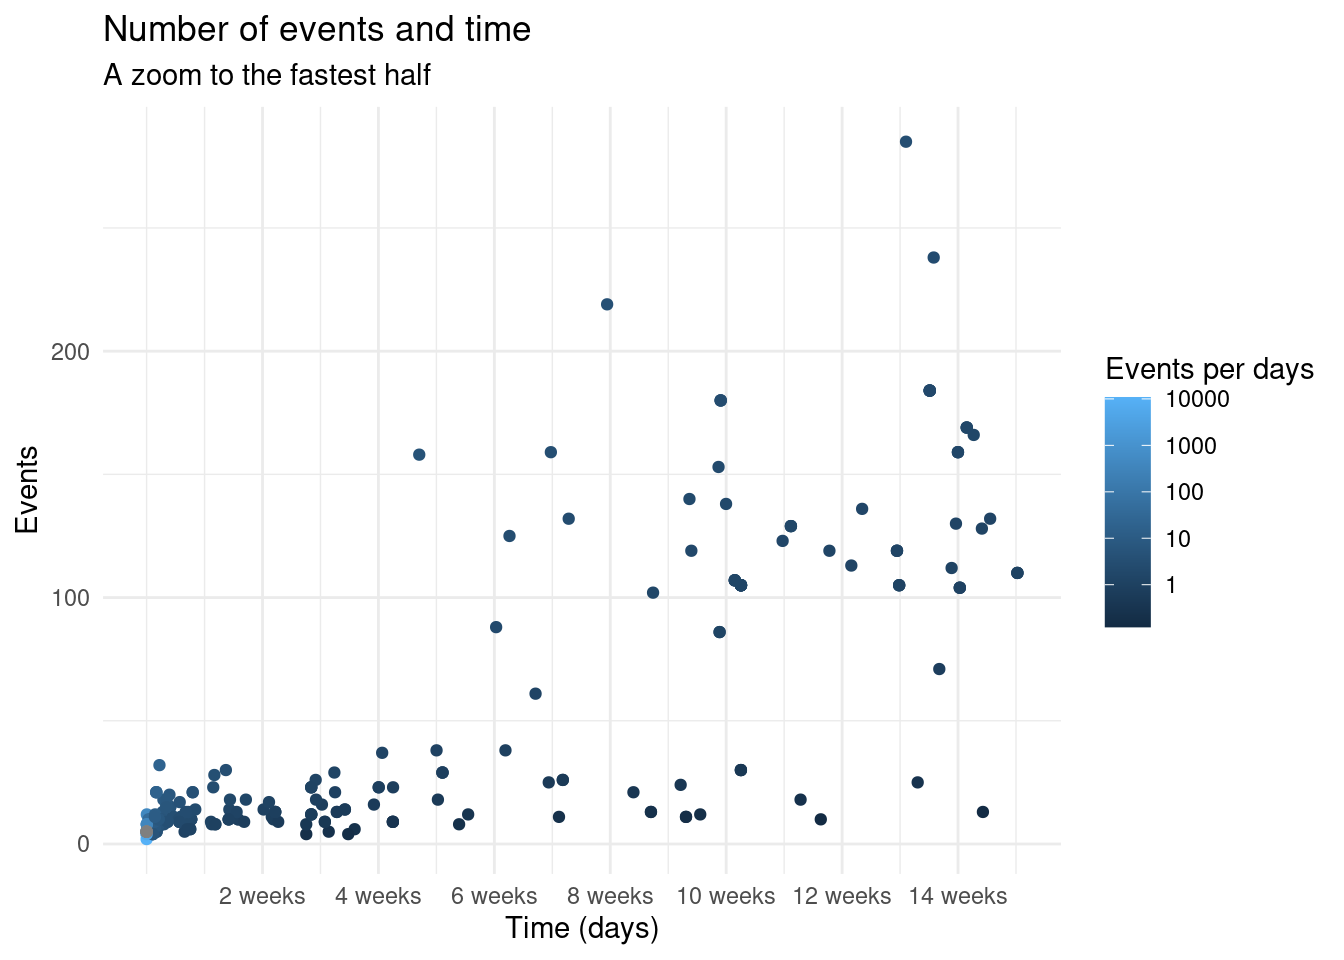 Number of events and time
A zoom to the fastest half
Events
200
100
0
2 weeks 4 weeks 6 weeks 8 weeks 10 weeks 12 weeks 14 weeks
Time (days)
Events per days
10000
1000
100
10
1